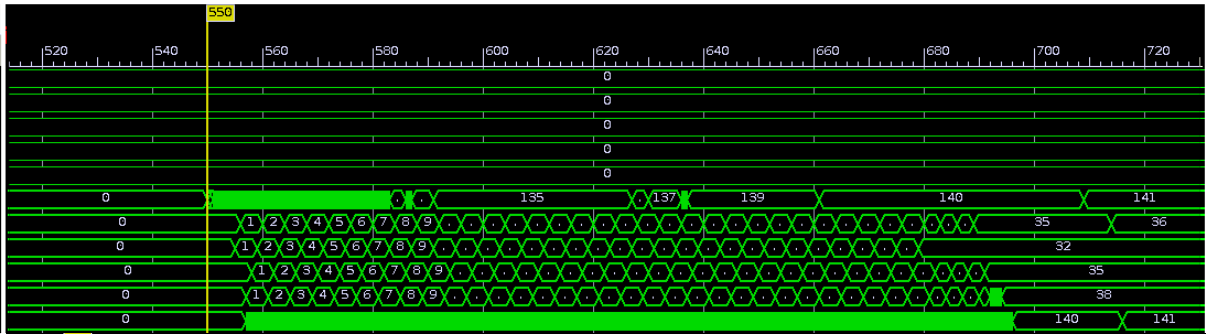 550
520 540 560 580 600 620 640 660 680 700 720
0
0
0
0
0
0 . . 135 . 137 139 140 141
0 1 2 3 4 5 6 7 8 9 . . . . . . . . . . . . . . . . . . . . . . . . 35 36
0 1 2 3 4 5 6 7 8 9 . . . . . . . . . . . . . . . . . . . . . . 32
0 1 2 3 4 5 6 7 8 9 . . . . . . . . . . . . . . . . . . . . . . . . . 35
0 1 2 3 4 5 6 7 8 9 . . . . . . . . . . . . . . . . . . . . . . . . . 38
0 140 141